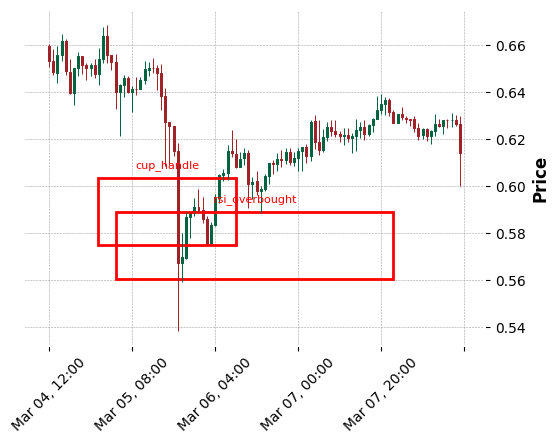 0.66
0.64
0.62
cup_handle
0.60
si_overbought
0.58
0.56
0.54
Price
Mar 04, 12:00
Mar 05, 08:00
Mar 06, 04:00
Mar 07, 00:00
Mar 07, 20:00